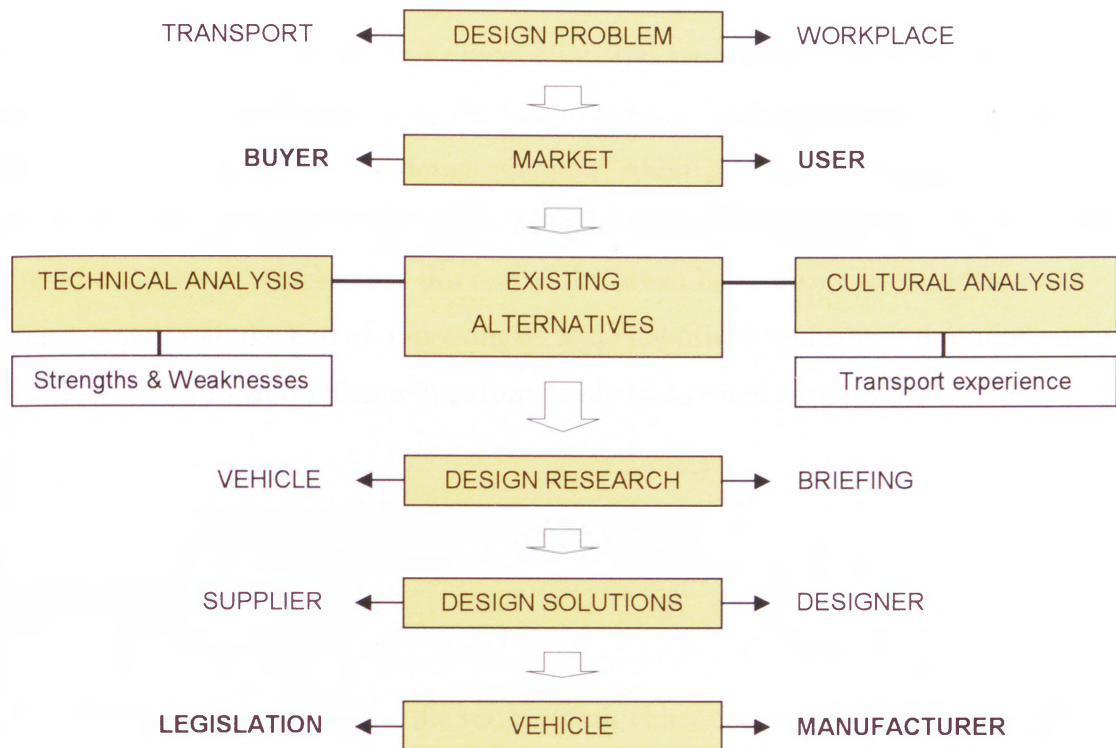 TRANSPORT DESIGN PROBLEM WORKPLACE
BUYER MARKET USER
TECHNICAL ANALYSIS EXISTING CULTURAL ANALYSIS
ALTERNATIVES
Strengths & Weaknesses Transport experience
VEHICLE DESIGN RESEARCH BRIEFING
SUPPLIER DESIGN SOLUTIONS DESIGNER
LEGISLATION VEHICLE MANUFACTURER